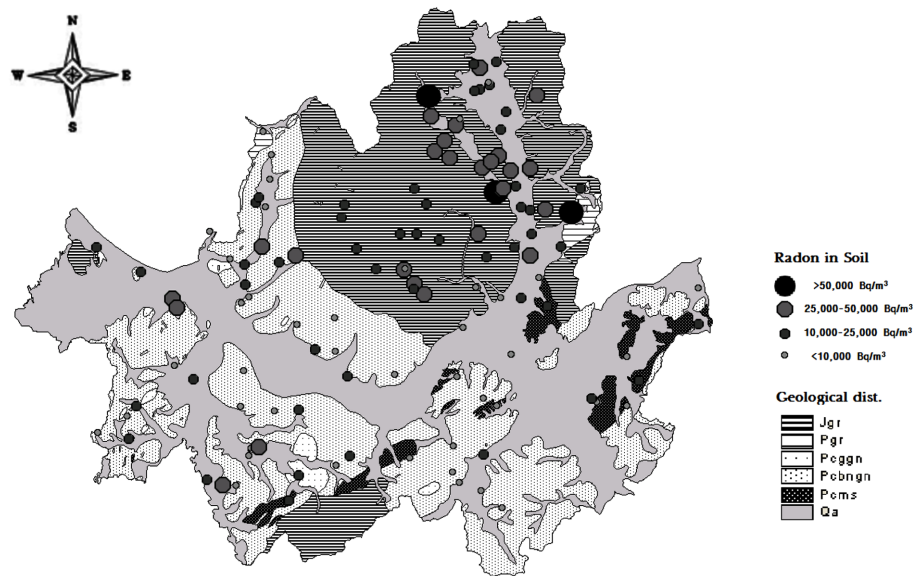 N
W E
S
Radon in Soil
>50,000 Bq/m³
25,000-50,000 Bq/m³
10,000-25,000 Bq/m³
<10,000 Bq/m³
Geological dist.
Jgr
Pgr
Pcggn
Pcbngn
Pcms
Qa